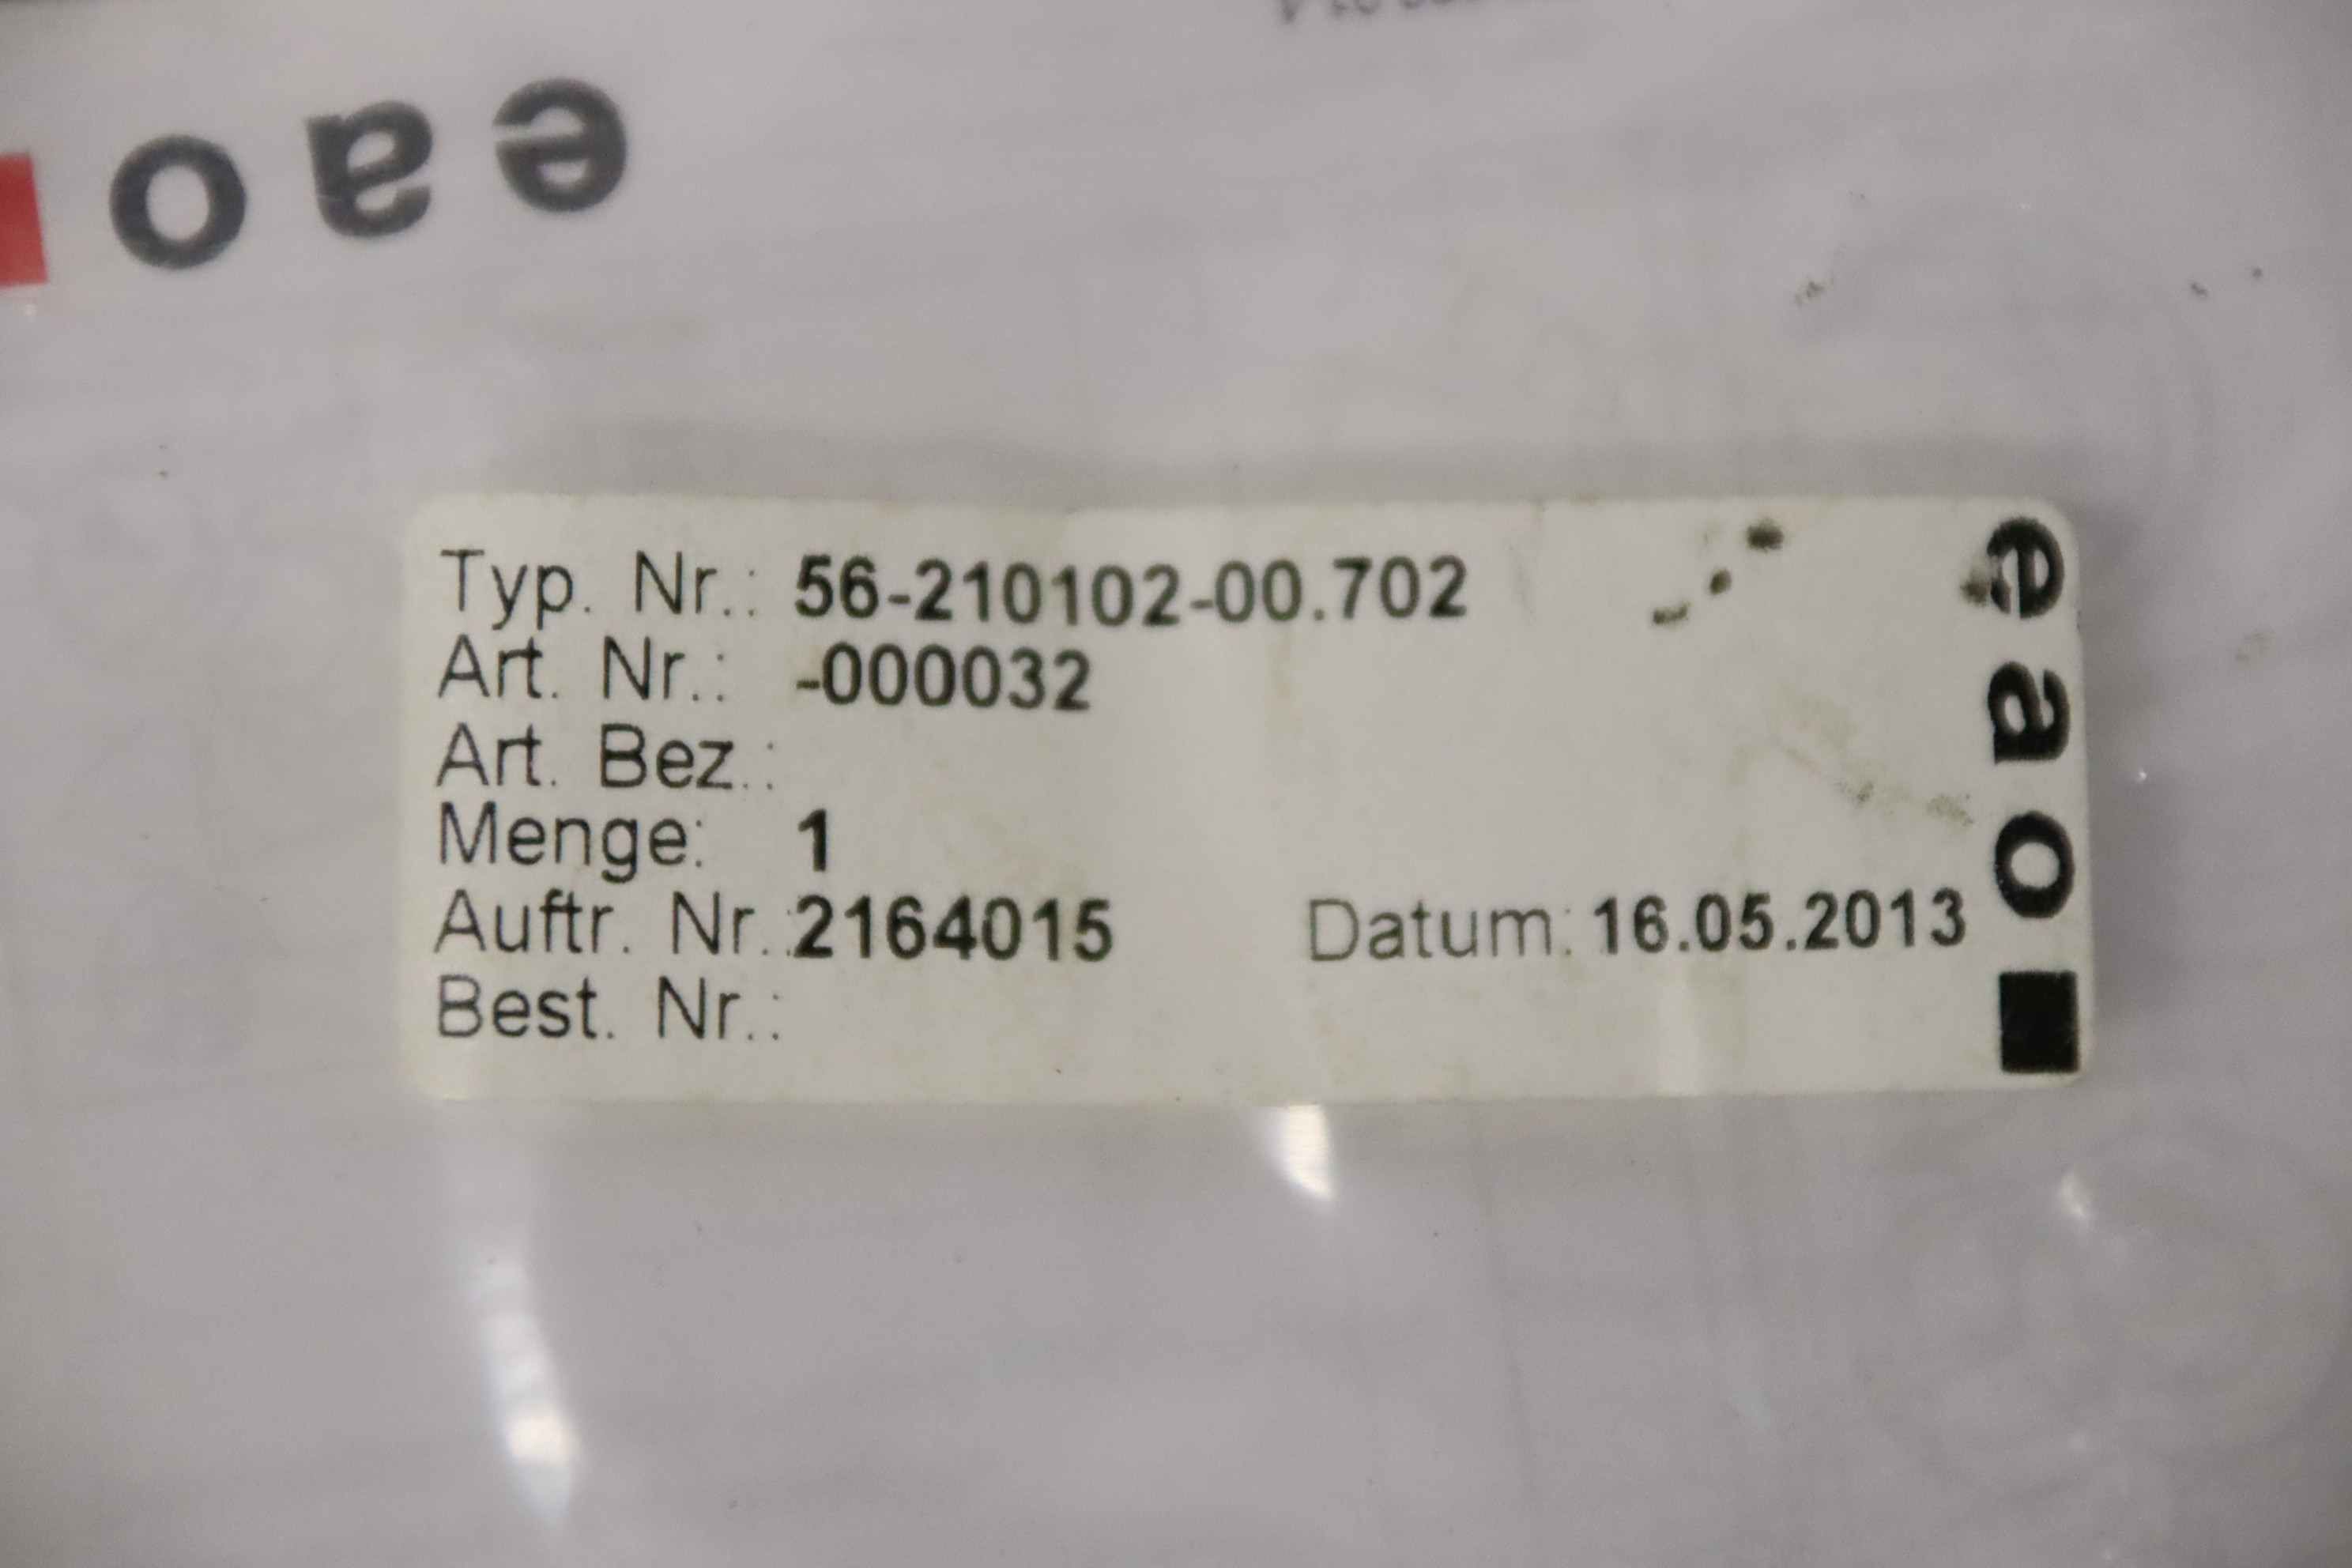 eao
Typ. Nr.: 56-210102-00.702
Art. Nr.: -000032
Art. Bez.:
Menge: 1
Auftr. Nr.:2164015 Datum: 16.05.2013
Best. Nr.:
eao